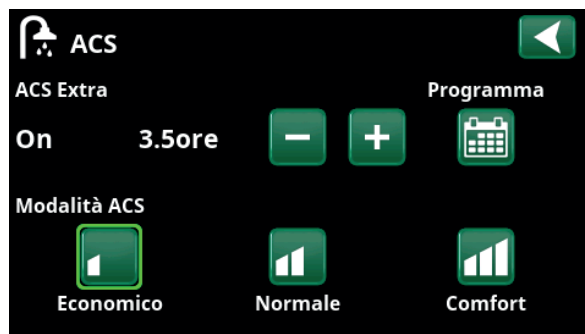 ACS
ACS Extra
Programma
On 3.5ore
Modalità ACS
Economico Normale Comfort